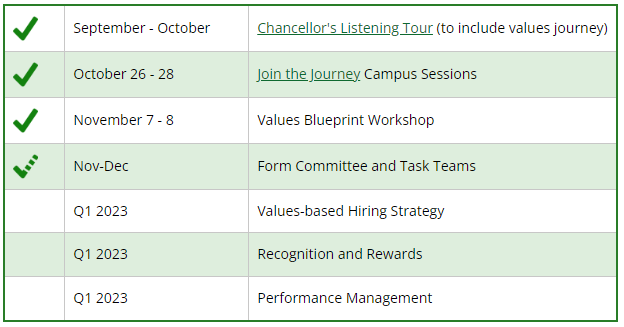 September - October Chancellor's Listening Tour (to include values journey)
October 26 - 28 Join the Journey Campus Sessions
November 7 - 8 Values Blueprint Workshop
Nov-Dec Form Committee and Task Teams
Q1 2023 Values-based Hiring Strategy
Q1 2023 Recognition and Rewards
Q1 2023 Performance Management